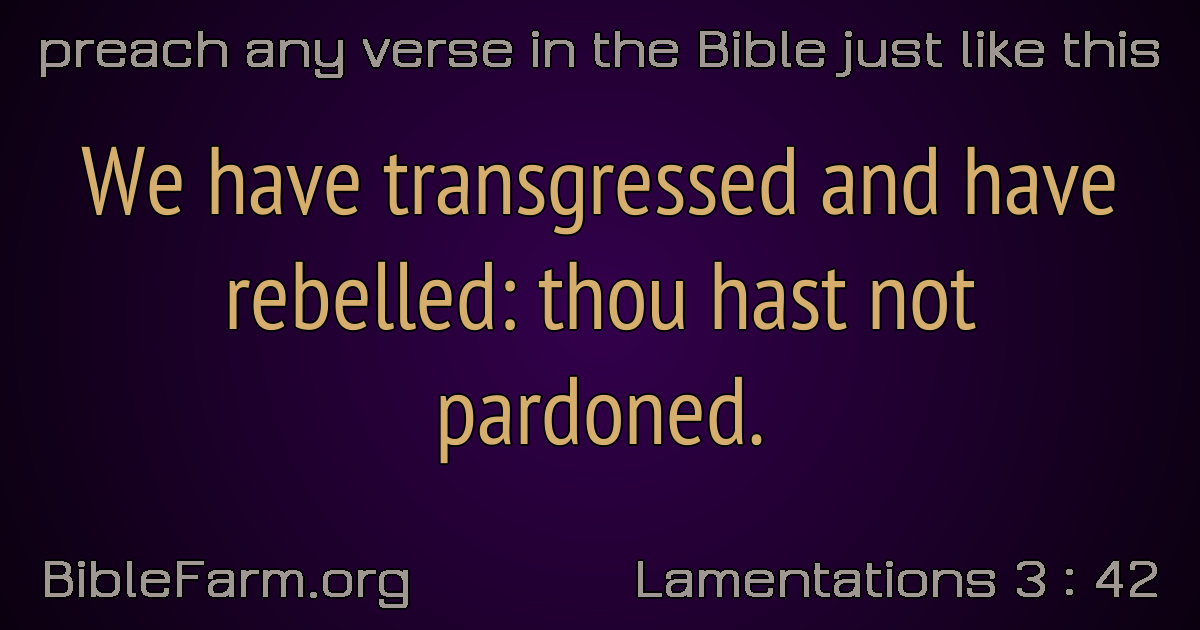 preach any verse in the Bible just like this
We have transgressed and have
rebelled: thou hast not
pardoned.
BibleFarm.org
Lamentations 3 : 42